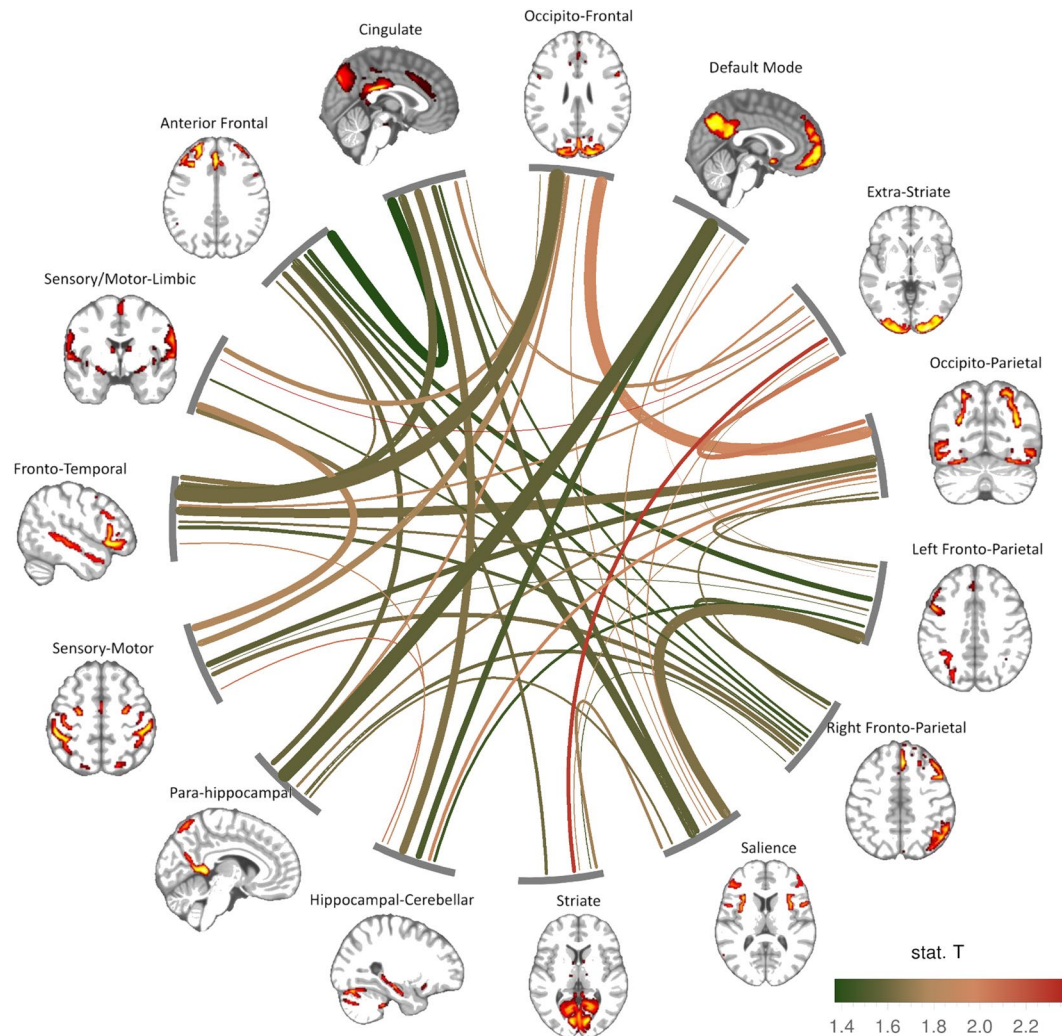 Occipito-Frontal
Cingulate
Default Mode
Anterior Frontal
Extra-Striate
Sensory/Motor-Limbic
Occipito-Parietal
Fronto-Temporal
Left Fronto-Parietal
Sensory-Motor
Right Fronto-Parietal
Para-hippocampal
Salience
Hippocampal-Cerebellar
Striate
stat. T
1.4 1.6 1.8 2.0 2.2